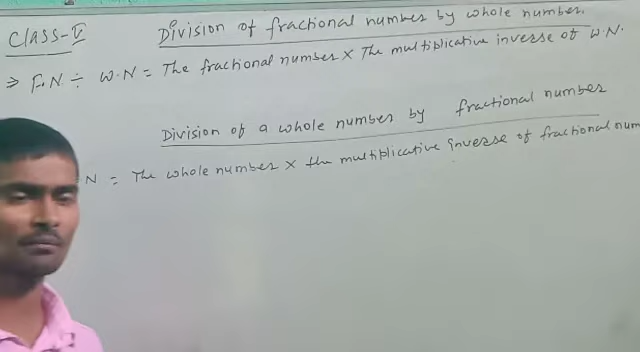 Class-V
Division of fractional number by whole number.
⇒ F.N ÷ W.N = The fractional number × The multiplicative inverse of W.N.
Division of a whole number by fractional number
N = The whole number × the multiplicative inverse of fractional num